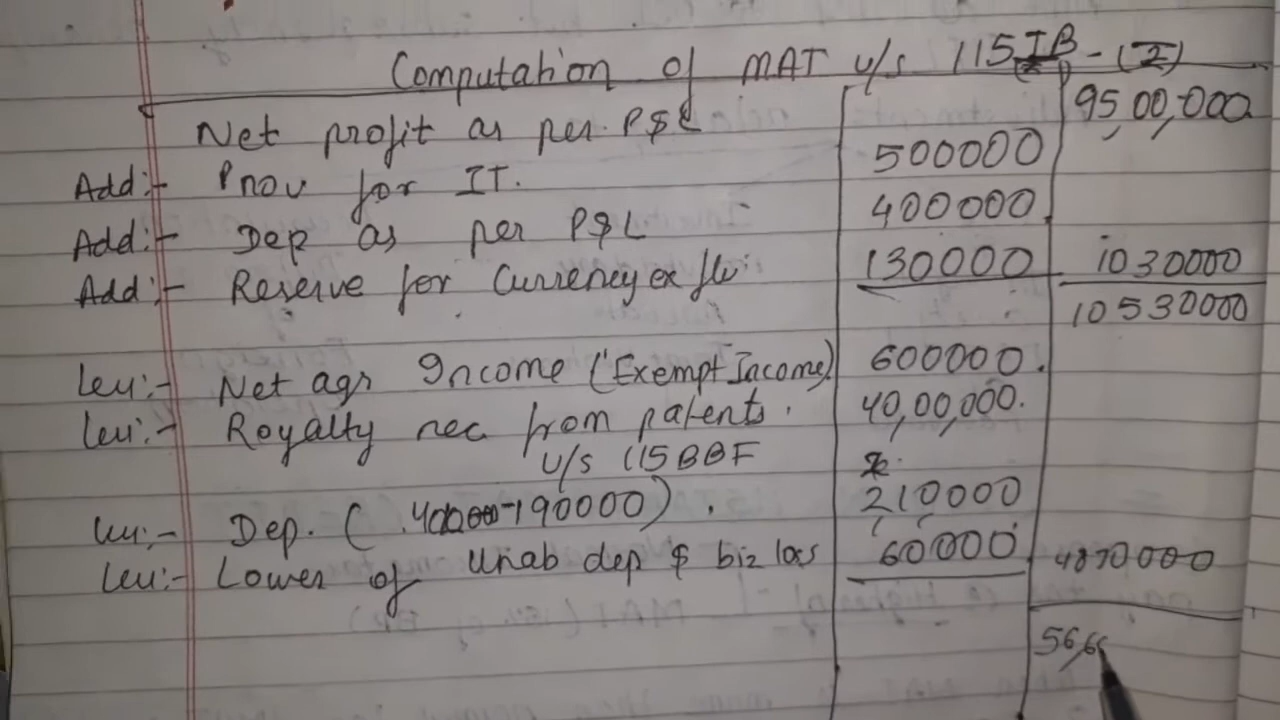 Computation of MAT u/s 115JB - (I)
Net profit as per P$L 95,00,000
Add:- Prov for IT. 500000
Add:- Dep as per P$L 400000
Add:- Reserve for Currency ex flu 130000 1030000
10530000
Less:- Net agr Income (Exempt Income) 600000.
Less:- Royalty rec from patents. 40,00,000.
u/s 115BBF
Less:- Dep. (400000-190000). 210000
Less:- Lower of Unab dep $ biz loss 60000 4870000
56,6